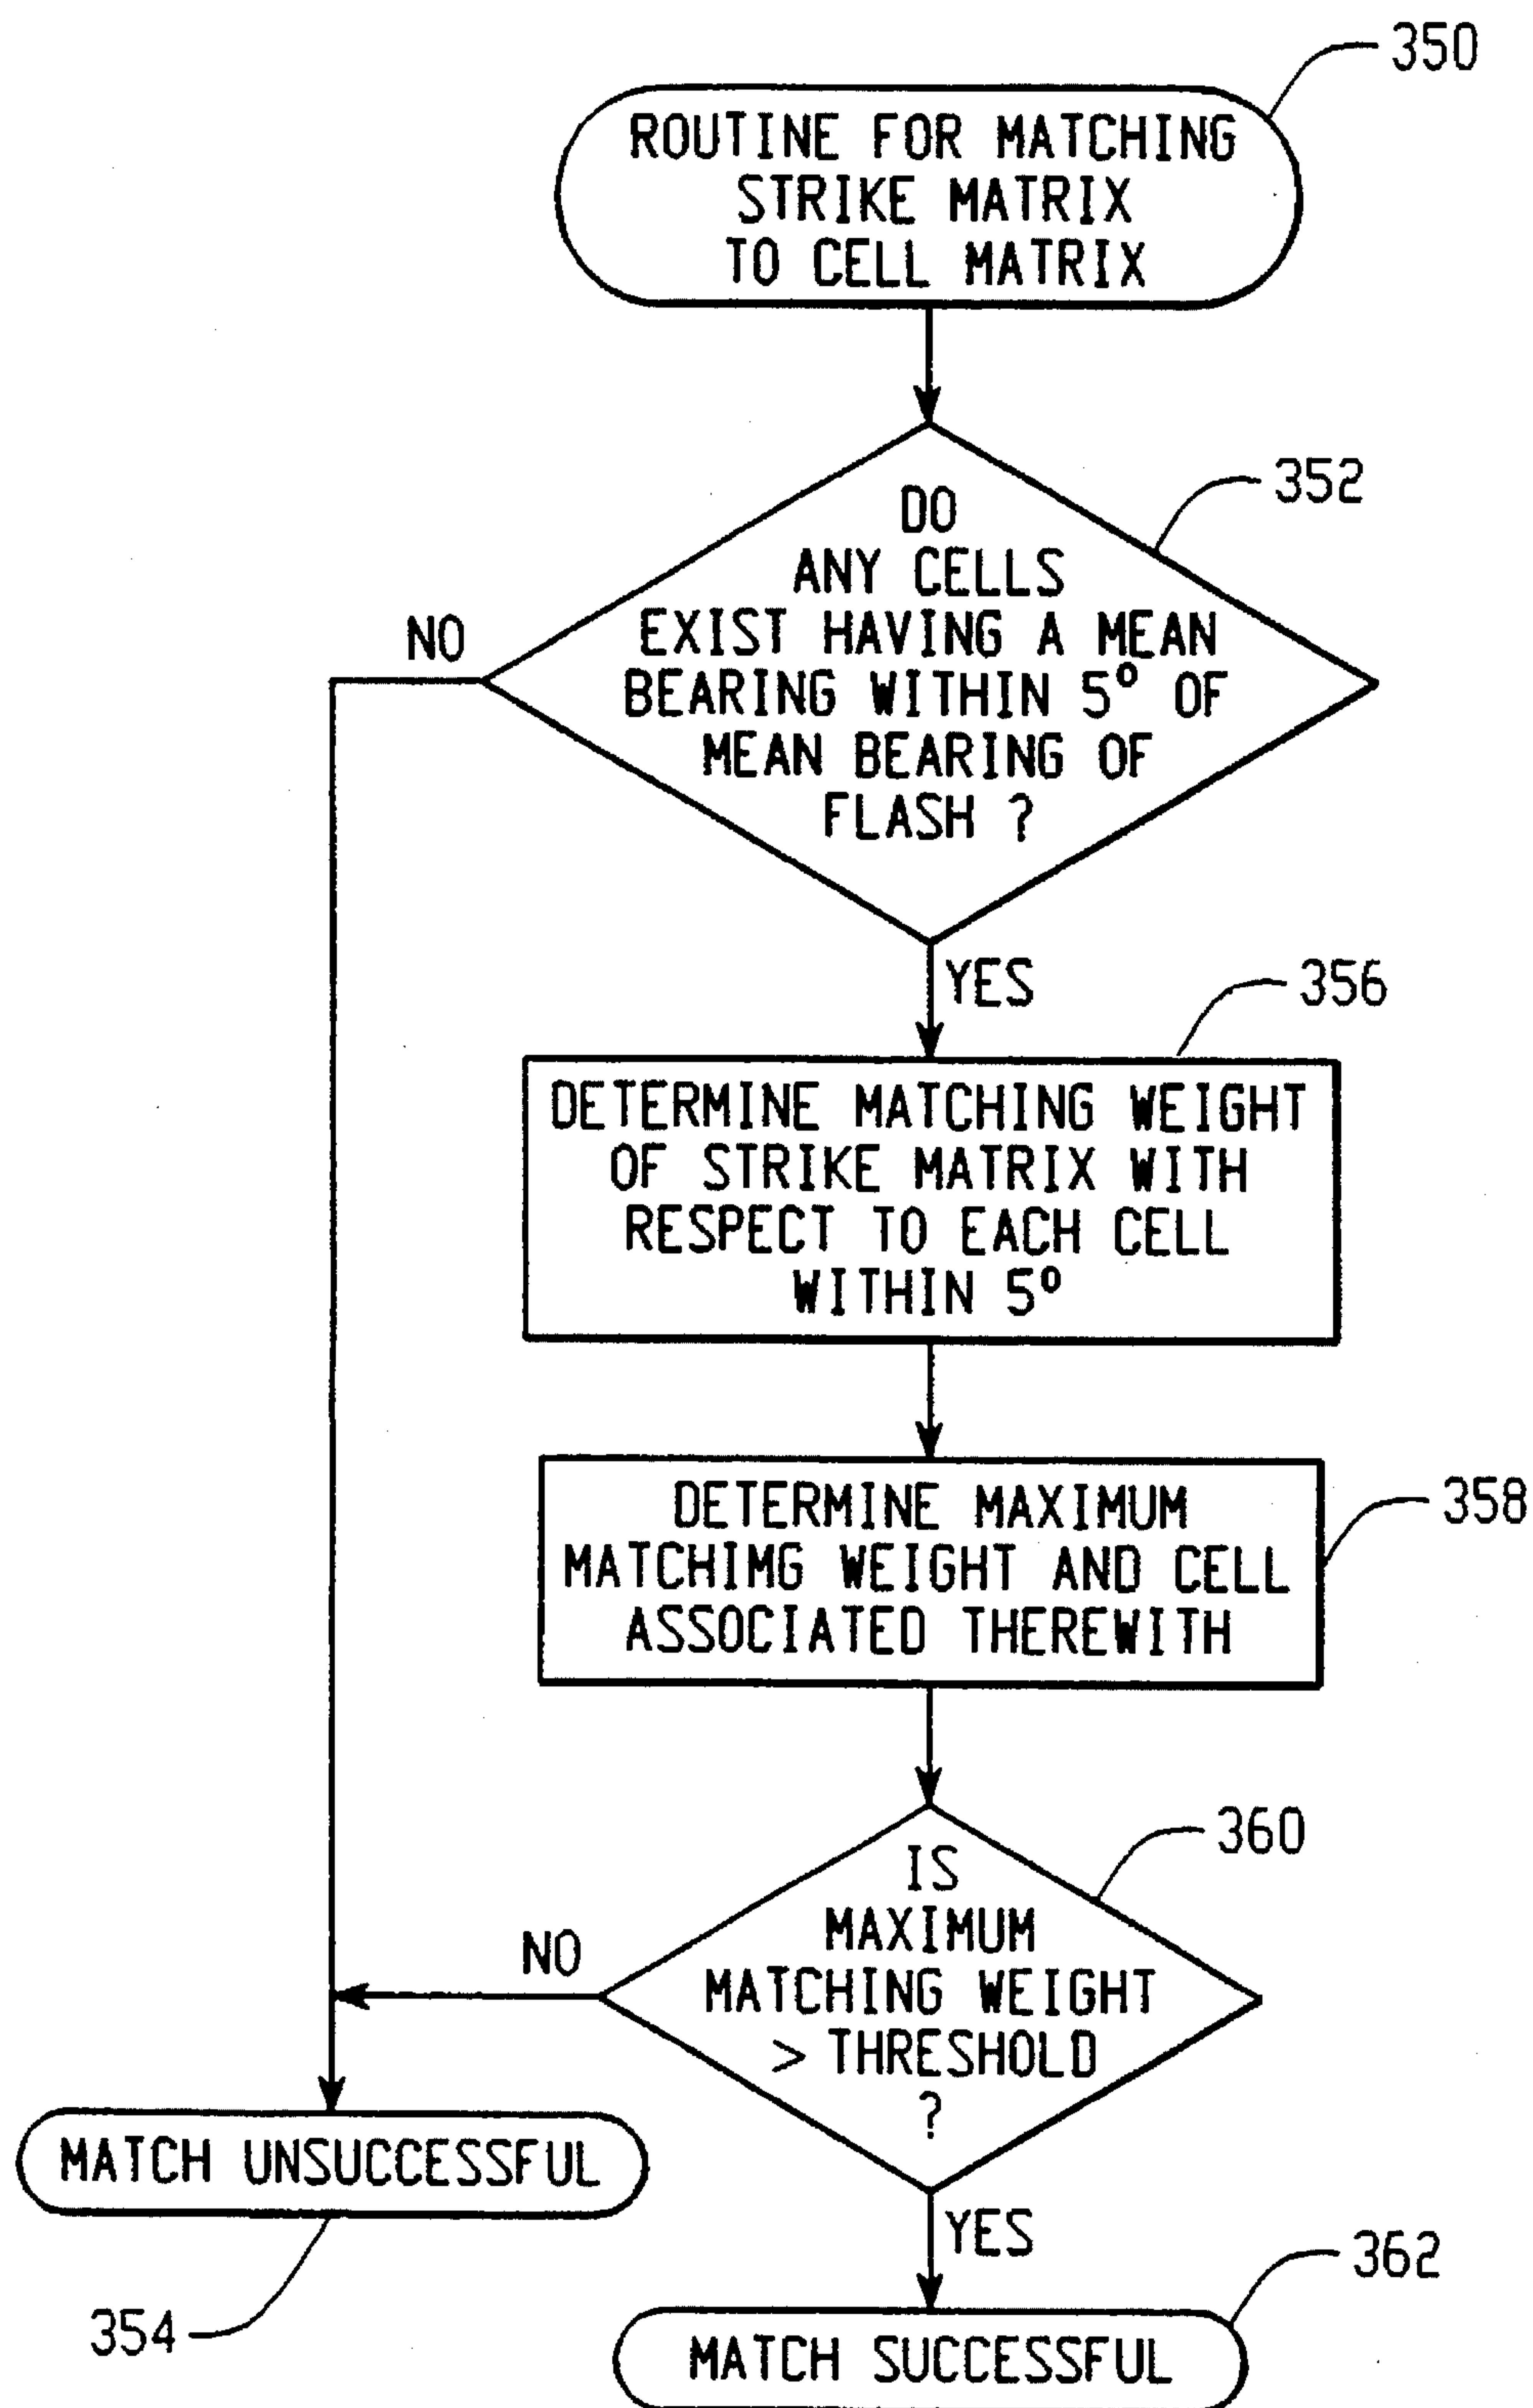 350
ROUTINE FOR MATCHING
STRIKE MATRIX
TO CELL MATRIX
352
DO
ANY CELLS
EXIST HAVING A MEAN
BEARING WITHIN 5° OF
MEAN BEARING OF
FLASH ?
NO
YES
356
DETERMINE MATCHING WEIGHT
OF STRIKE MATRIX WITH
RESPECT TO EACH CELL
WITHIN 5°
358
DETERMINE MAXIMUM
MATCHIMG WEIGHT AND CELL
ASSOCIATED THEREWITH
360
IS
MAXIMUM
MATCHING WEIGHT
> THRESHOLD
?
NO
YES
MATCH UNSUCCESSFUL
354
362
MATCH SUCCESSFUL